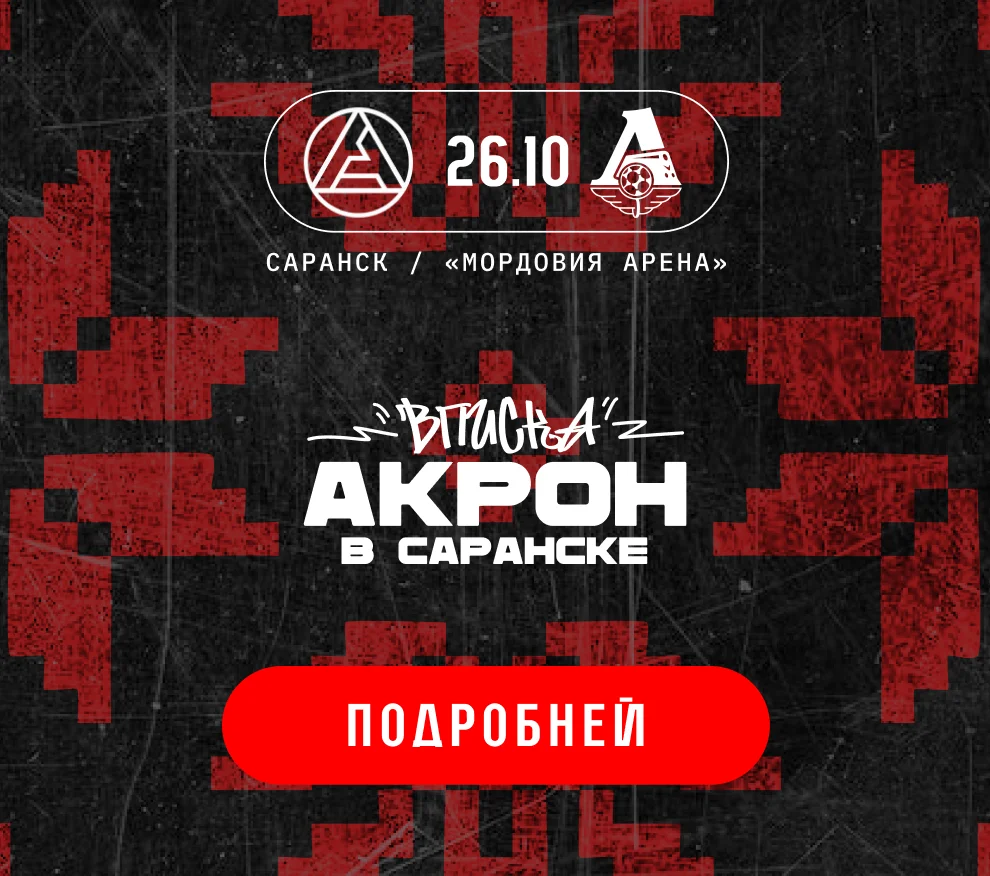 26.10
САРАНСК / «МОРДОВИЯ АРЕНА»
"ВПИСКА"
АКРОН
В САРАНСКЕ
ПОДРОБНЕЙ